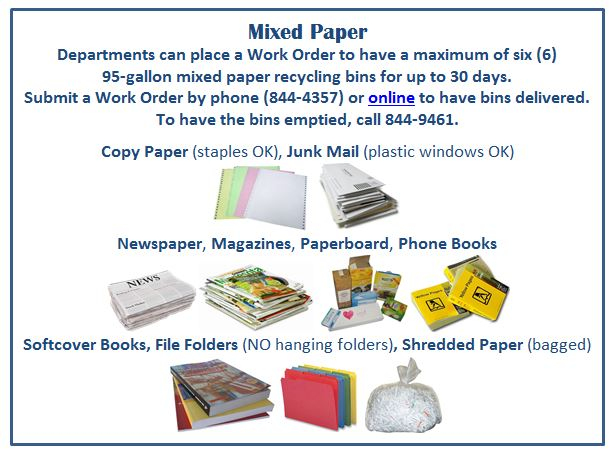 Mixed Paper
Departments can place a Work Order to have a maximum of six (6)
95-gallon mixed paper recycling bins for up to 30 days.
Submit a Work Order by phone (844-4357) or online to have bins delivered.
To have the bins emptied, call 844-9461.
Copy Paper (staples OK), Junk Mail (plastic windows OK)
Newspaper, Magazines, Paperboard, Phone Books
NEWS
Yellow Pages
Softcover Books, File Folders (NO hanging folders), Shredded Paper (bagged)